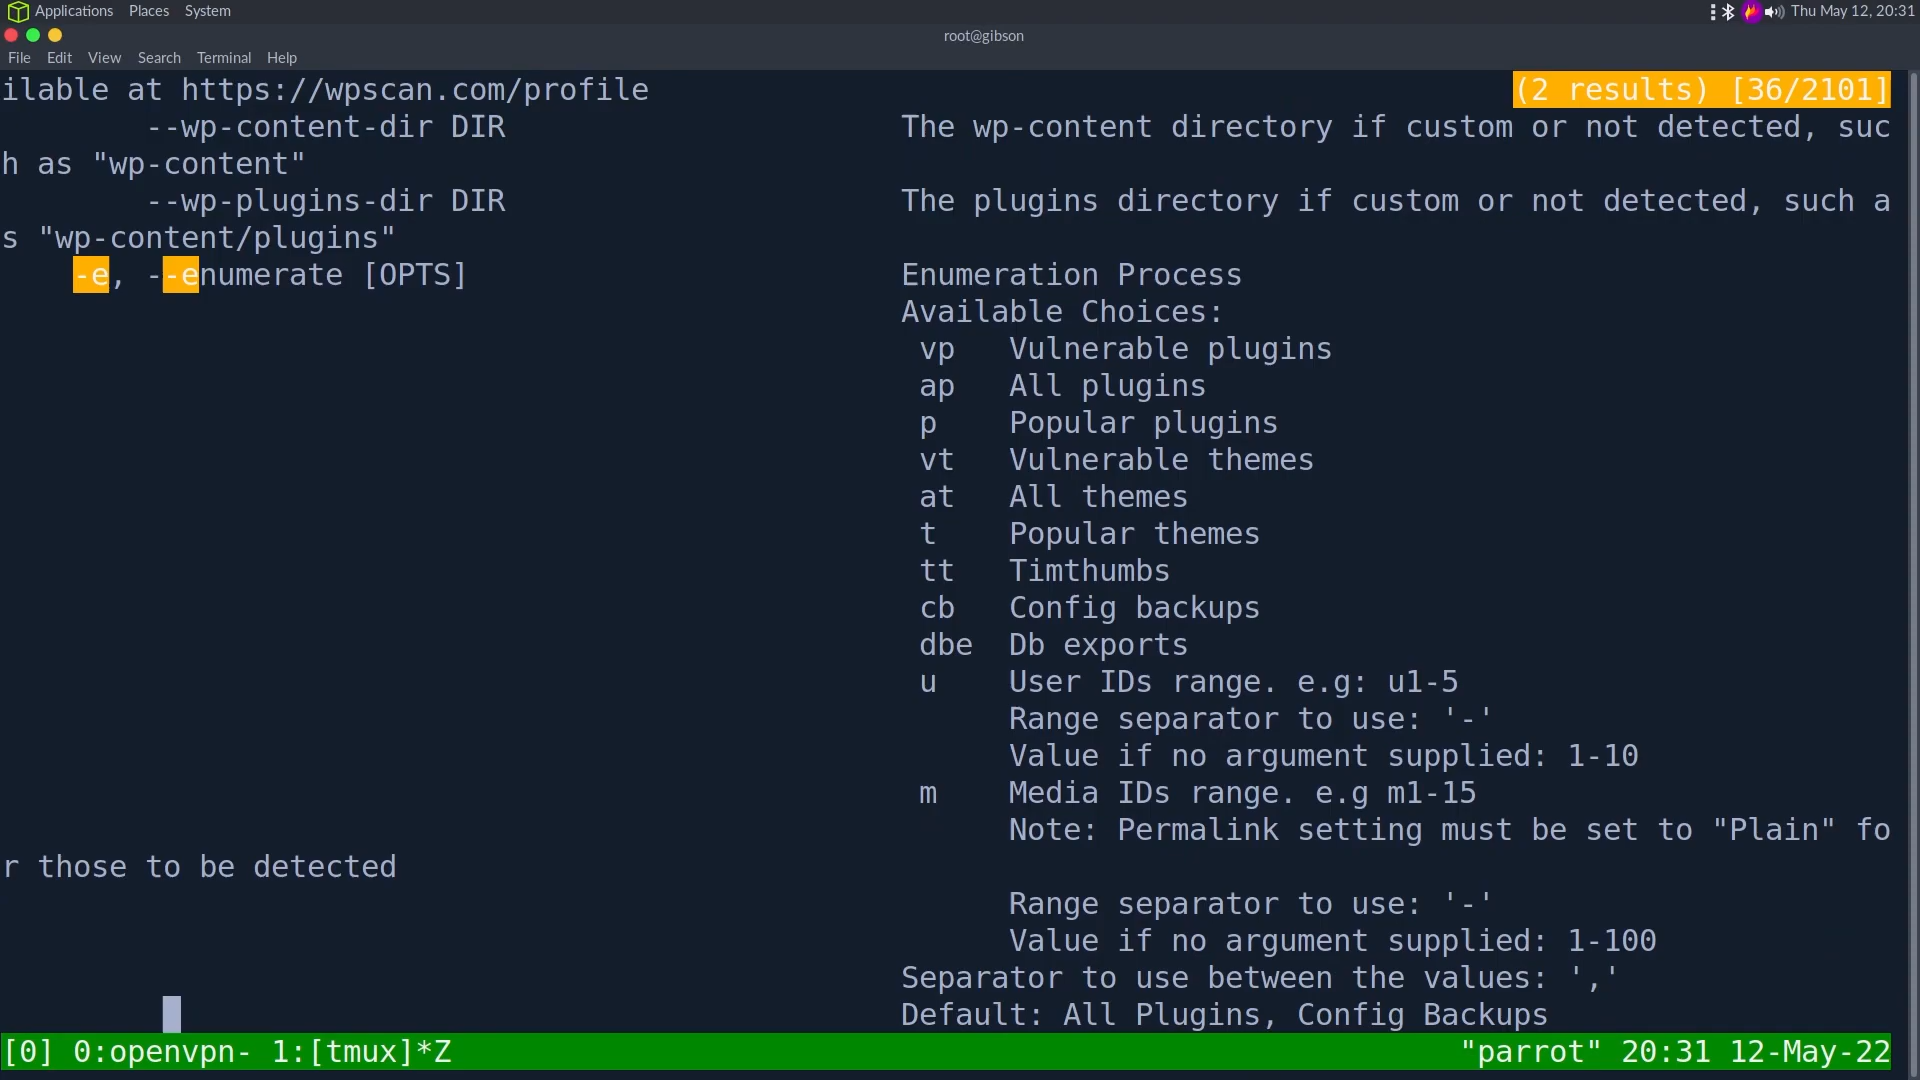 Applications Places System Thu May 12, 20:31
root@gibson
File Edit View Search Terminal Help
ilable at https://wpscan.com/profile (2 results) [36/2101]
--wp-content-dir DIR The wp-content directory if custom or not detected, suc
h as "wp-content"
--wp-plugins-dir DIR The plugins directory if custom or not detected, such a
s "wp-content/plugins"
-e, --enumerate [OPTS] Enumeration Process
Available Choices:
vp Vulnerable plugins
ap All plugins
p Popular plugins
vt Vulnerable themes
at All themes
t Popular themes
tt Timthumbs
cb Config backups
dbe Db exports
u User IDs range. e.g: u1-5
Range separator to use: '-'
Value if no argument supplied: 1-10
m Media IDs range. e.g m1-15
Note: Permalink setting must be set to "Plain" fo
r those to be detected
Range separator to use: '-'
Value if no argument supplied: 1-100
Separator to use between the values: ','
Default: All Plugins, Config Backups
[0] 0:openvpn- 1:[tmux]*Z "parrot" 20:31 12-May-22